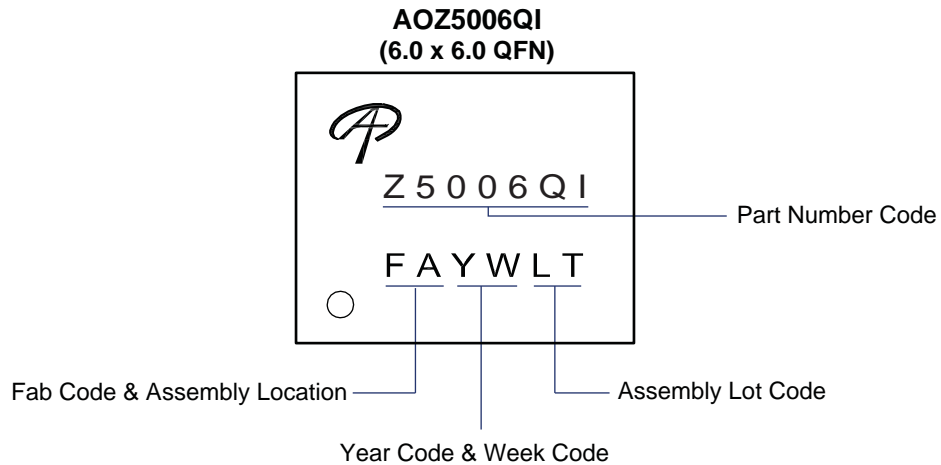 AOZ5006QI
(6.0 x 6.0 QFN)
Z5006QI
Part Number Code
FAYWLT
Fab Code & Assembly Location
Assembly Lot Code
Year Code & Week Code